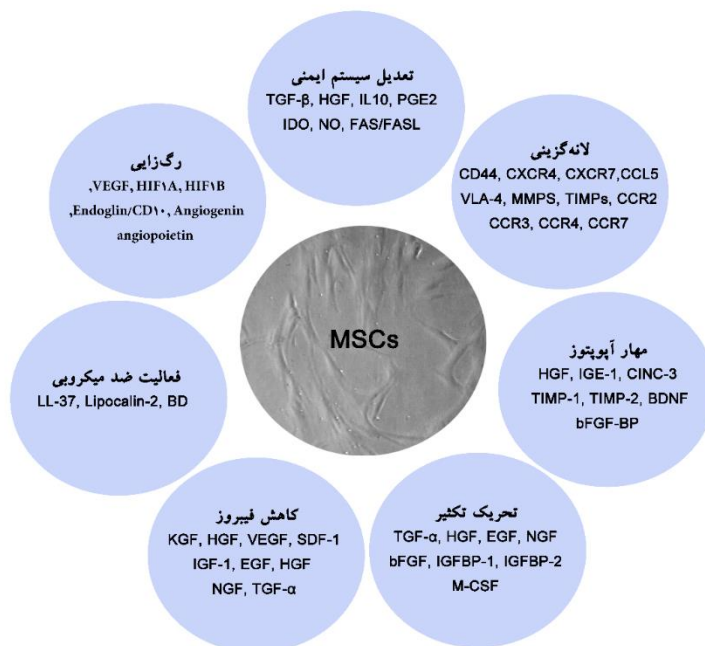 تعدیل سیستم ایمنی
TGF-β, HGF, IL10, PGE2
IDO, NO, FAS/FASL
لانه‌گزینی
CD44, CXCR4, CXCR7,CCL5
VLA-4, MMPS, TIMPs, CCR2
CCR3, CCR4, CCR7
مهار آپوپتوز
HGF, IGE-1, CINC-3
TIMP-1, TIMP-2, BDNF
bFGF-BP
تحریک تکثیر
TGF-α, HGF, EGF, NGF
bFGF, IGFBP-1, IGFBP-2
M-CSF
کاهش فیبروز
KGF, HGF, VEGF, SDF-1
IGF-1, EGF, HGF
NGF, TGF-α
فعالیت ضد میکروبی
LL-37, Lipocalin-2, BD
رگ‌زایی
,VEGF, HIF۱A, HIF۱B
,Endoglin/CD۱۰, Angiogenin
angiopoietin
MSCs